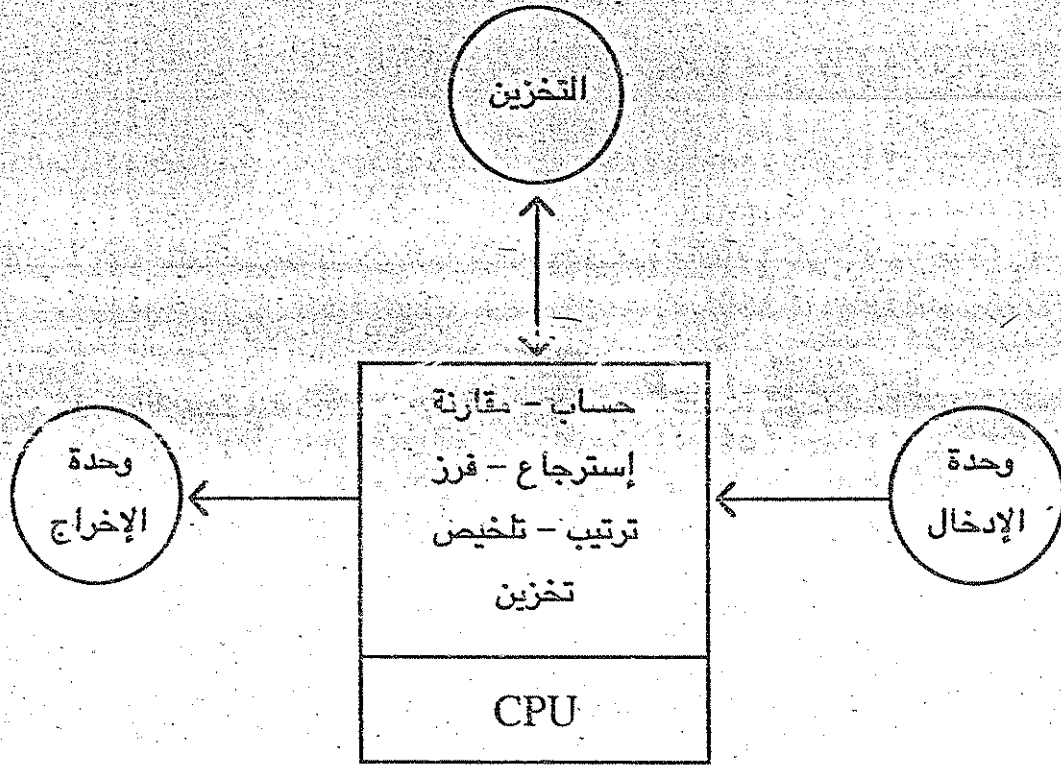 التخزين
وحدة
الإدخال
حساب – مقارنة
إسترجاع – فرز
ترتيب – تلخيص
تخزين
CPU
وحدة
الإخراج